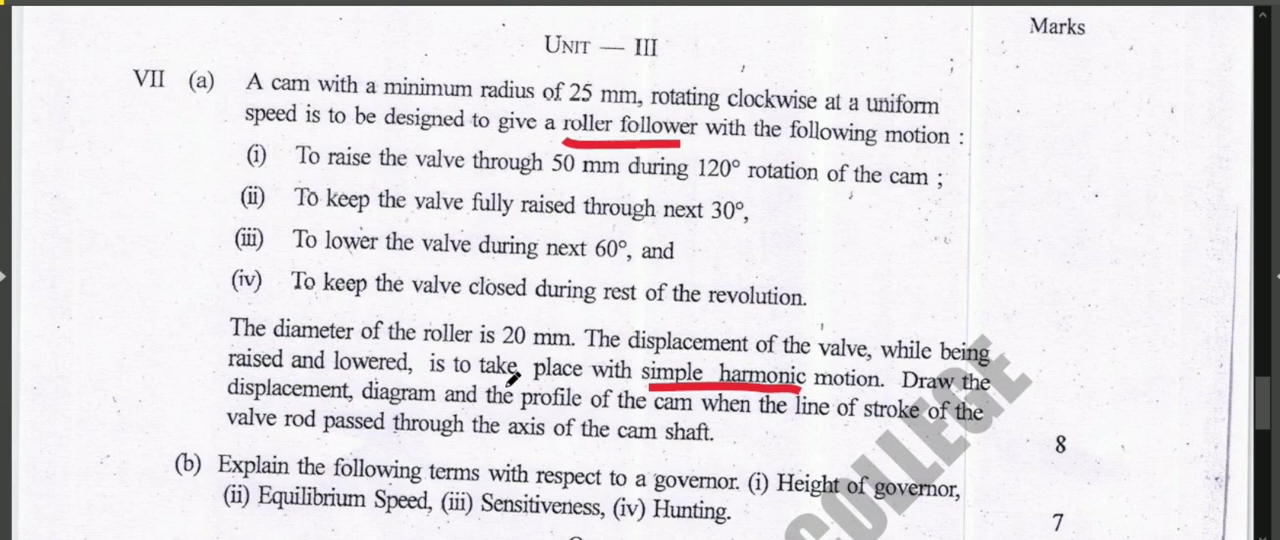 Marks
UNIT — III
VII (a) A cam with a minimum radius of 25 mm, rotating clockwise at a uniform
speed is to be designed to give a roller follower with the following motion :
(i) To raise the valve through 50 mm during 120° rotation of the cam ;
(ii) To keep the valve fully raised through next 30°,
(iii) To lower the valve during next 60°, and
(iv) To keep the valve closed during rest of the revolution.
The diameter of the roller is 20 mm. The displacement of the valve, while being
raised and lowered, is to take place with simple harmonic motion. Draw the
displacement, diagram and the profile of the cam when the line of stroke of the
valve rod passed through the axis of the cam shaft.
8
(b) Explain the following terms with respect to a governor. (i) Height of governor,
(ii) Equilibrium Speed, (iii) Sensitiveness, (iv) Hunting.
7
COLLEGE